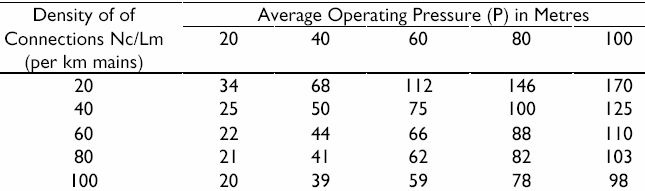 Density of of Average Operating Pressure (P) in Metres
Connections Nc/Lm 20 40 60 80 100
(per km mains)
20 34 68 112 146 170
40 25 50 75 100 125
60 22 44 66 88 110
80 21 41 62 82 103
100 20 39 59 78 98